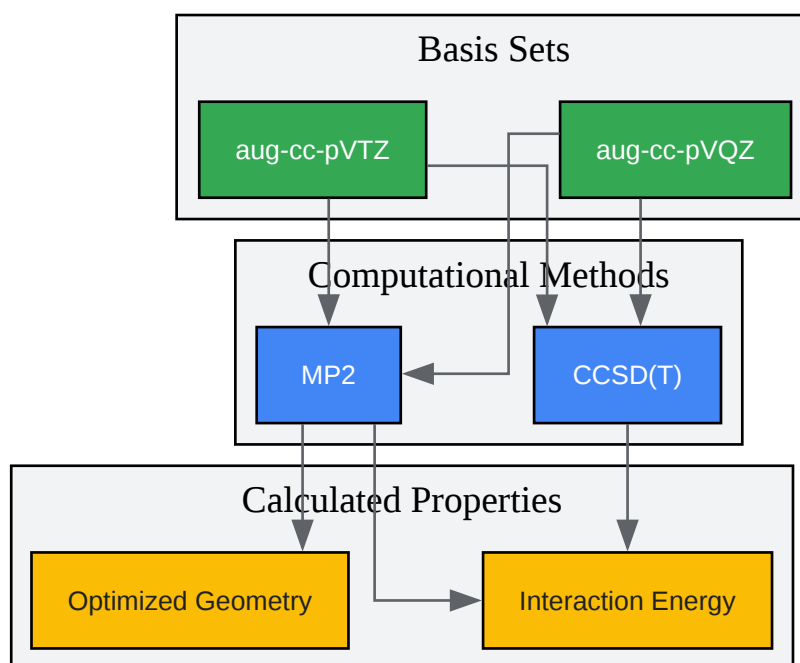 Basis Sets
aug-cc-pVTZ
aug-cc-pVQZ
Computational Methods
MP2
CCSD(T)
Calculated Properties
Optimized Geometry
Interaction Energy